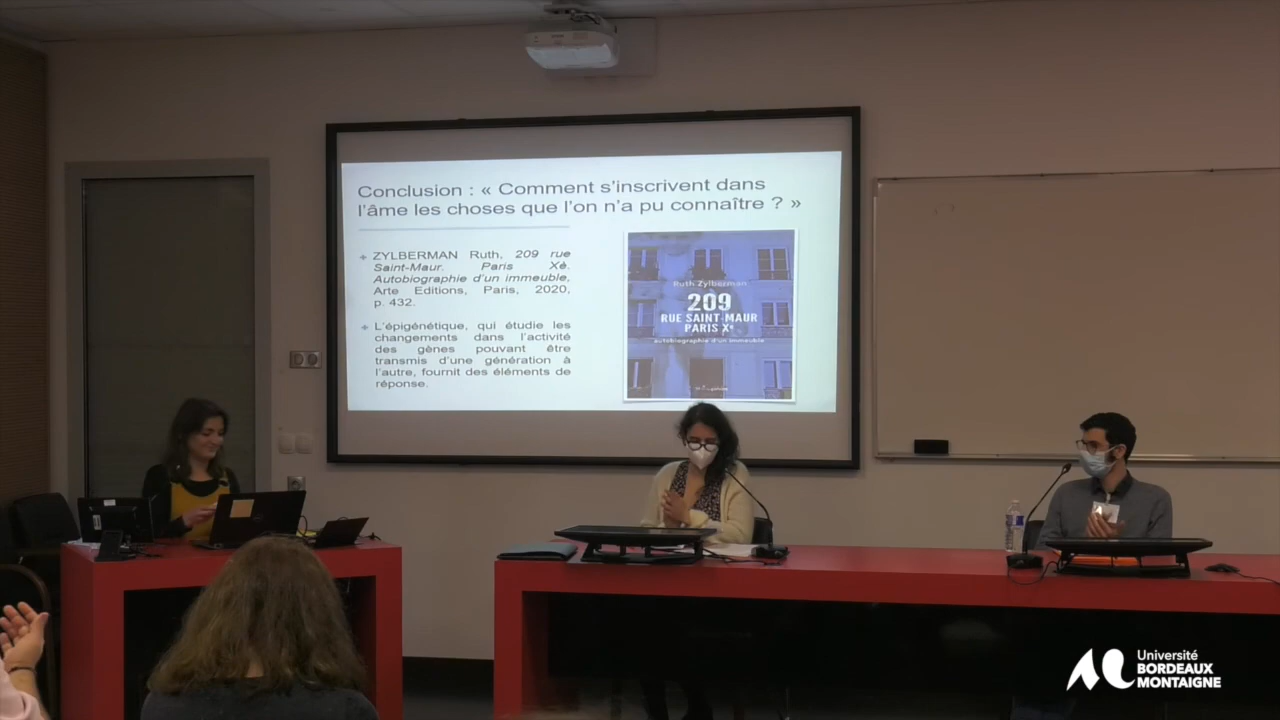 Conclusion : « Comment s'inscrivent dans
l'âme les choses que l'on n'a pu connaître ? »
❖ ZYLBERMAN Ruth, 209 rue
Saint-Maur. Paris Xè.
Autobiographie d'un immeuble,
Arte Editions, Paris, 2020,
p. 432.
❖ L'épigénétique, qui étudie les
changements dans l'activité
des gènes pouvant être
transmis d'une génération à
l'autre, fournit des éléments de
réponse.
Ruth Zylberman
209
RUE SAINT-MAUR
PARIS Xe
autobiographie d'un immeuble
Université
BORDEAUX
MONTAIGNE